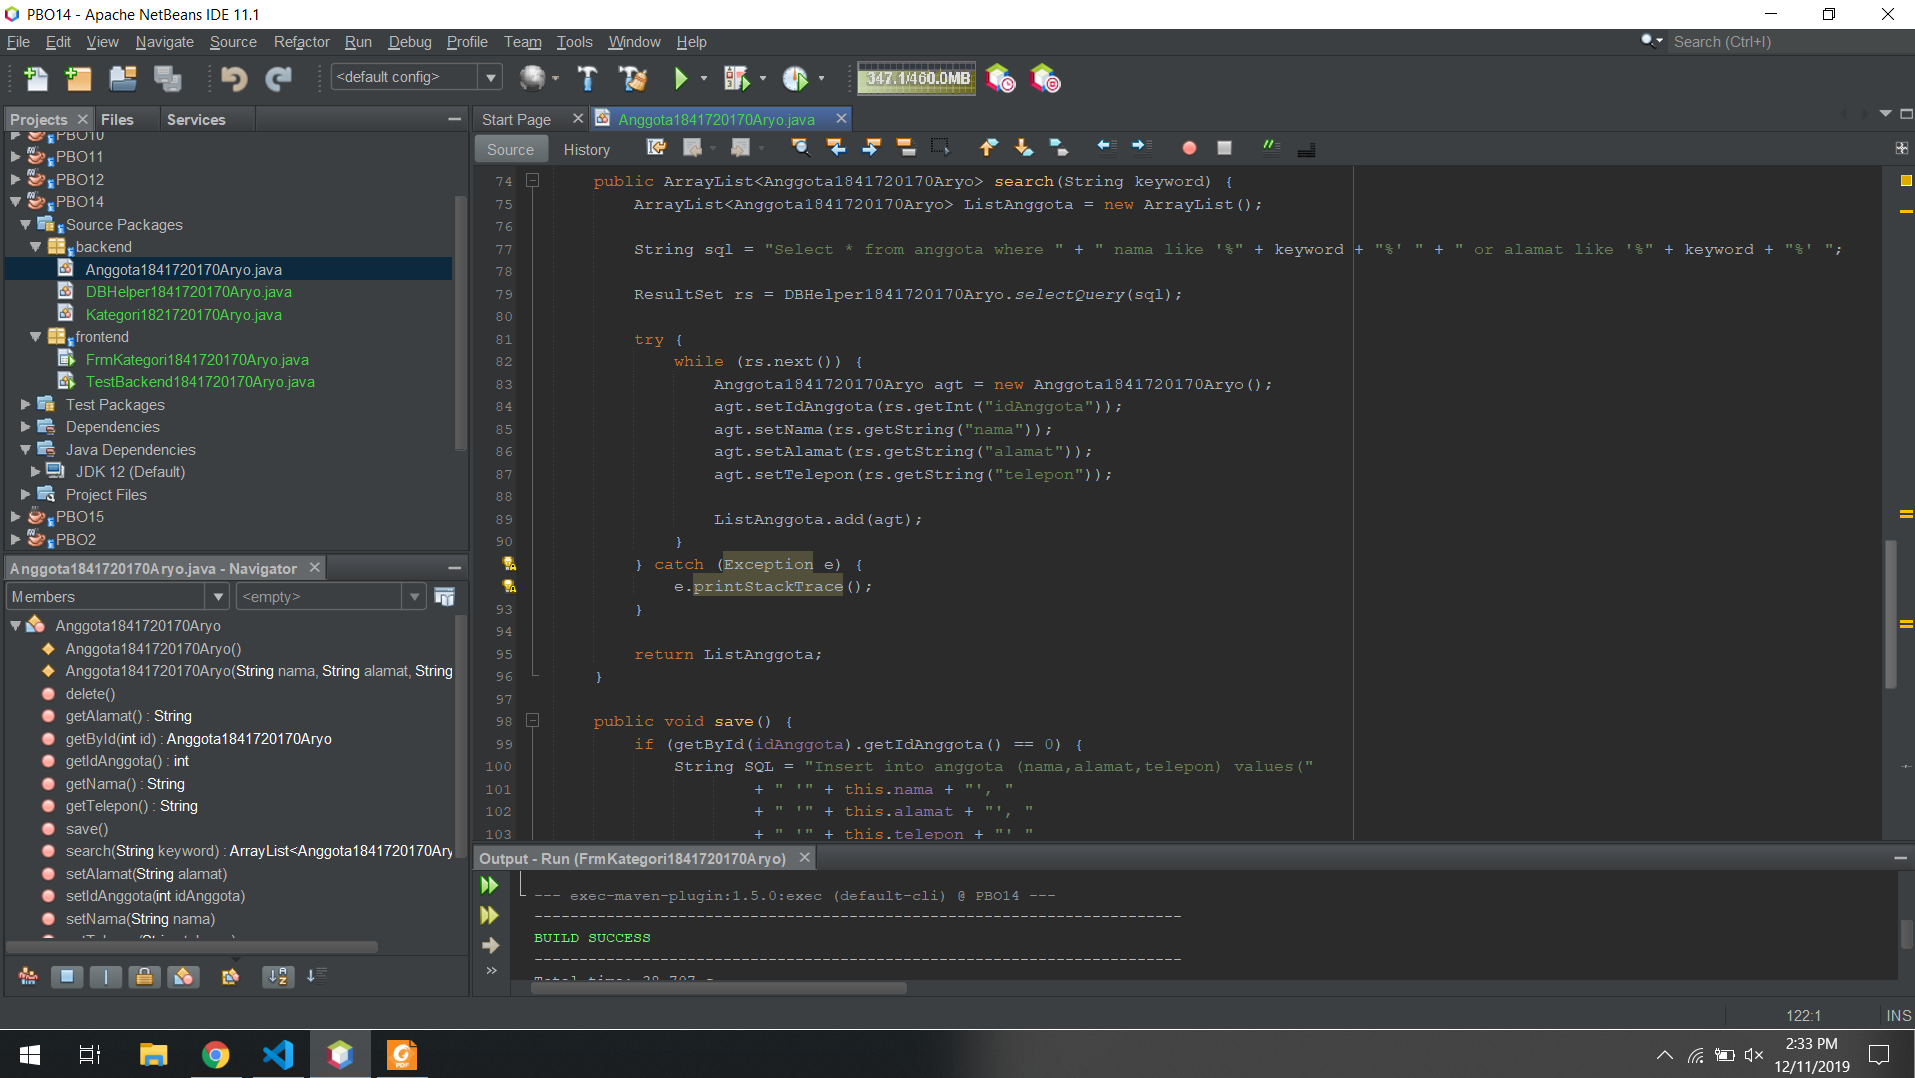 PBO14 - Apache NetBeans IDE 11.1
File Edit View Navigate Source Refactor Run Debug Profile Team Tools Window Help
Search (Ctrl+I)
<default config>
347.1/460.0MB
Projects Files Services
PBO10
PBO11
PBO12
PBO14
Source Packages
backend
Anggota1841720170Aryo.java
DBHelper1841720170Aryo.java
Kategori1821720170Aryo.java
frontend
FrmKategori1841720170Aryo.java
TestBackend1841720170Aryo.java
Test Packages
Dependencies
Java Dependencies
JDK 12 (Default)
Project Files
PBO15
PBO2
Anggota1841720170Aryo.java - Navigator
Members
<empty>
Anggota1841720170Aryo
Anggota1841720170Aryo()
Anggota1841720170Aryo(String nama, String alamat, String
delete()
getAlamat() : String
getById(int id) : Anggota1841720170Aryo
getIdAnggota() : int
getNama() : String
getTelepon() : String
save()
search(String keyword) : ArrayList<Anggota1841720170Ary
setAlamat(String alamat)
setIdAnggota(int idAnggota)
setNama(String nama)
Start Page
Anggota1841720170Aryo.java
Source History
74 public ArrayList<Anggota1841720170Aryo> search(String keyword) {
75 ArrayList<Anggota1841720170Aryo> ListAnggota = new ArrayList();
76
77 String sql = "Select * from anggota where " + " nama like '%" + keyword + "%' " + " or alamat like '%" + keyword + "%' ";
78
79 ResultSet rs = DBHelper1841720170Aryo.selectQuery(sql);
80
81 try {
82 while (rs.next()) {
83 Anggota1841720170Aryo agt = new Anggota1841720170Aryo();
84 agt.setIdAnggota(rs.getInt("idAnggota"));
85 agt.setNama(rs.getString("nama"));
86 agt.setAlamat(rs.getString("alamat"));
87 agt.setTelepon(rs.getString("telepon"));
88
89 ListAnggota.add(agt);
90 }
} catch (Exception e) {
e.printStackTrace();
93 }
94
95 return ListAnggota;
96 }
97
98 public void save() {
99 if (getById(idAnggota).getIdAnggota() == 0) {
100 String SQL = "Insert into anggota (nama,alamat,telepon) values("
101 + " '" + this.nama + "', "
102 + " '" + this.alamat + "', "
103 + " '" + this.telepon + "' "
Output - Run (FrmKategori1841720170Aryo)
--- exec-maven-plugin:1.5.0:exec (default-cli) @ PBO14 ---
------------------------------------------------------------------------
BUILD SUCCESS
------------------------------------------------------------------------
Total time: 38.707 s
122:1 INS
2:33 PM
12/11/2019